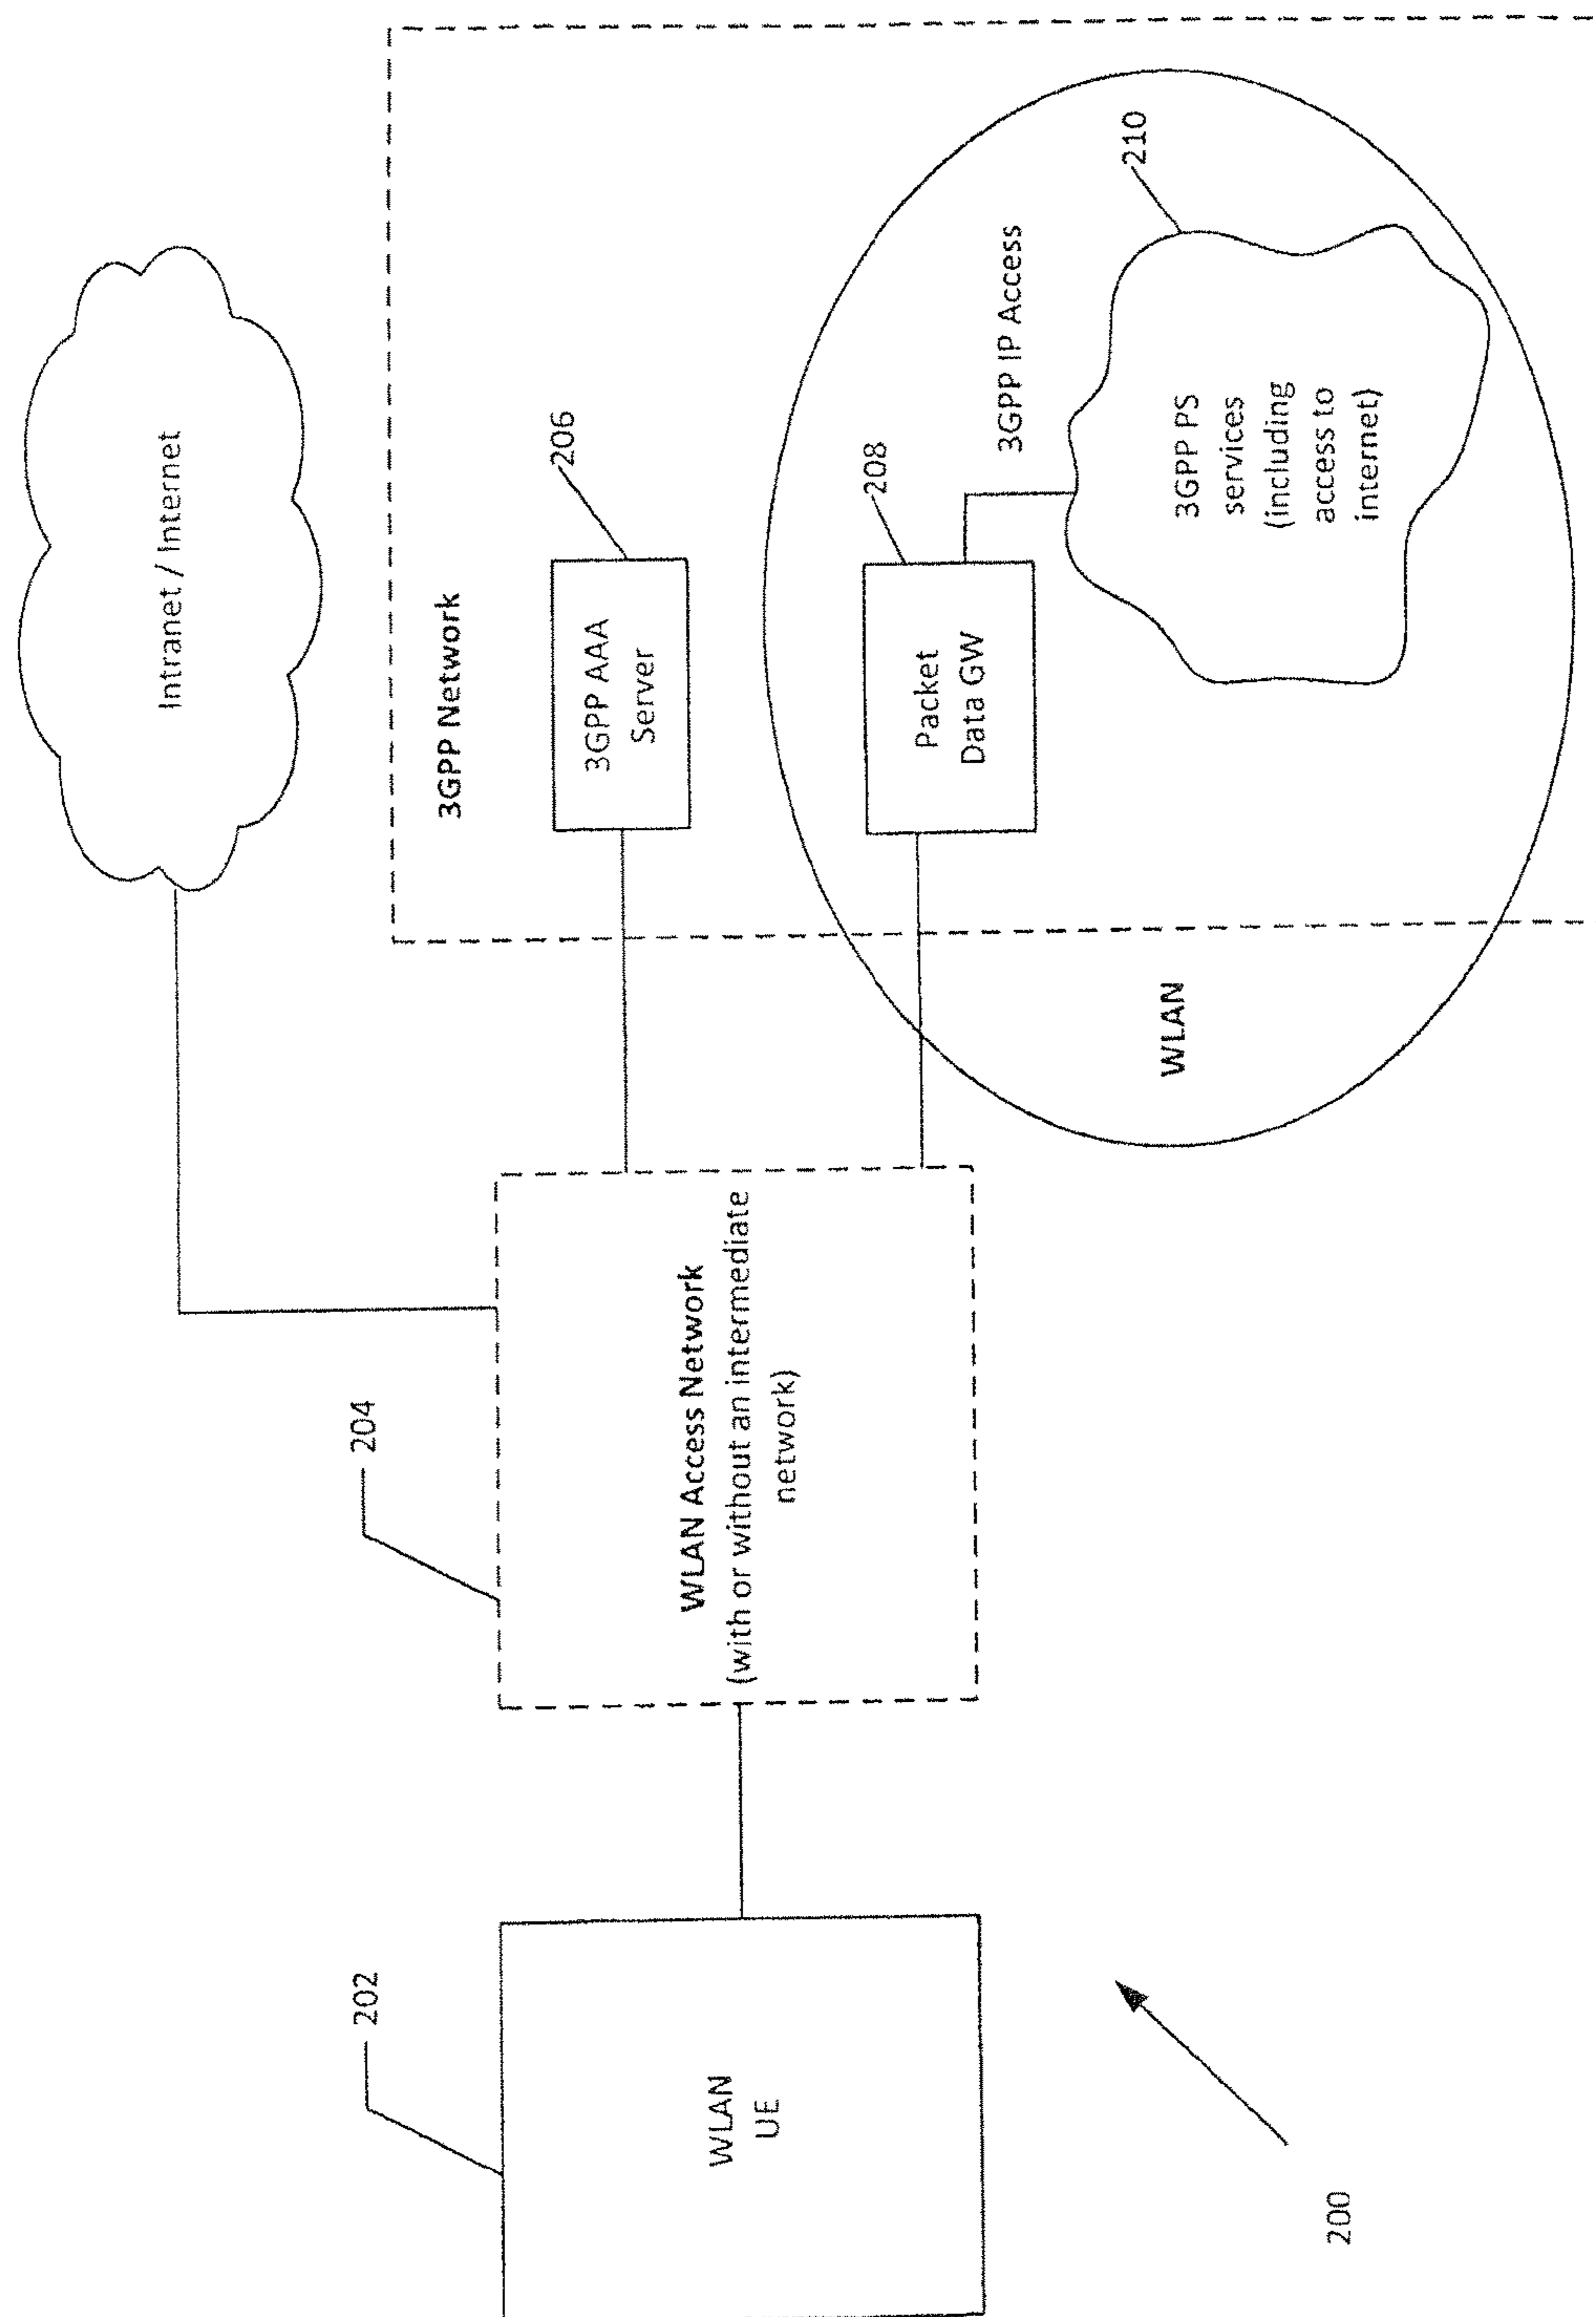 Intranet / Internet
3GPP Network
206
3GPP AAA
Server
208
Packet
Data GW
3GPP IP Access
210
3GPP PS
services
(including
access to
internet)
WLAN
204
WLAN Access Network
(with or without an intermediate
network)
202
WLAN
UE
200